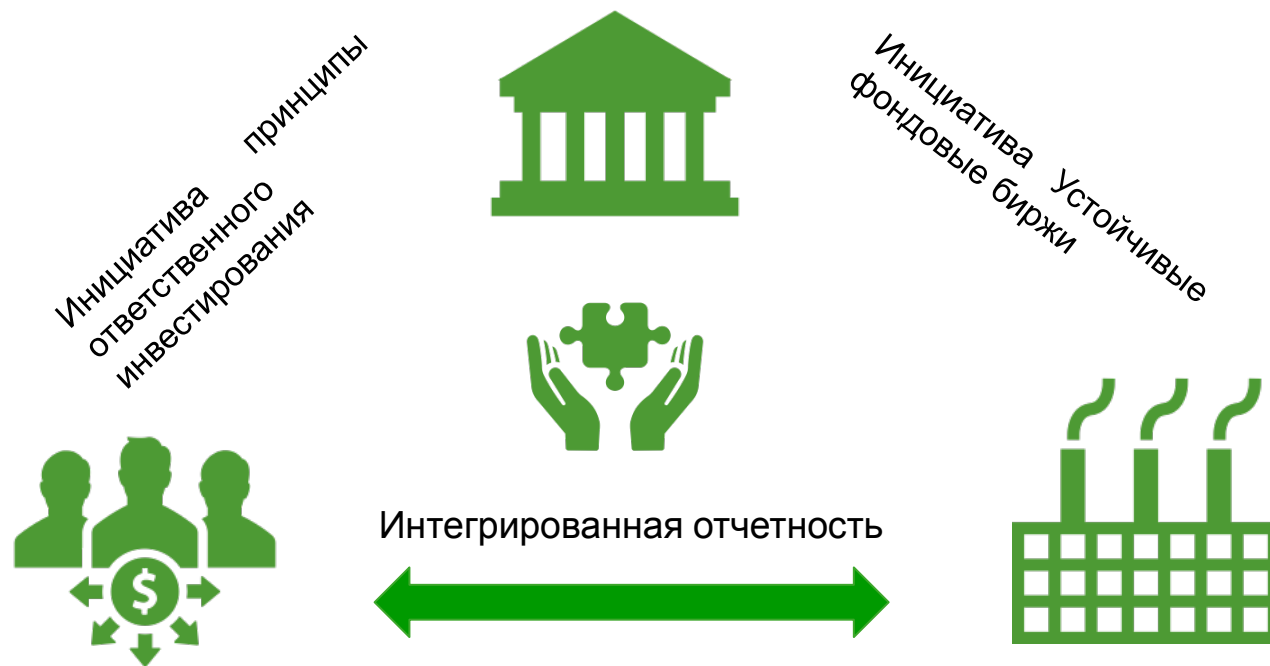 Инициатива принципы
ответственного
инвестирования
Инициатива Устойчивые
фондовые биржи
Интегрированная отчетность
$